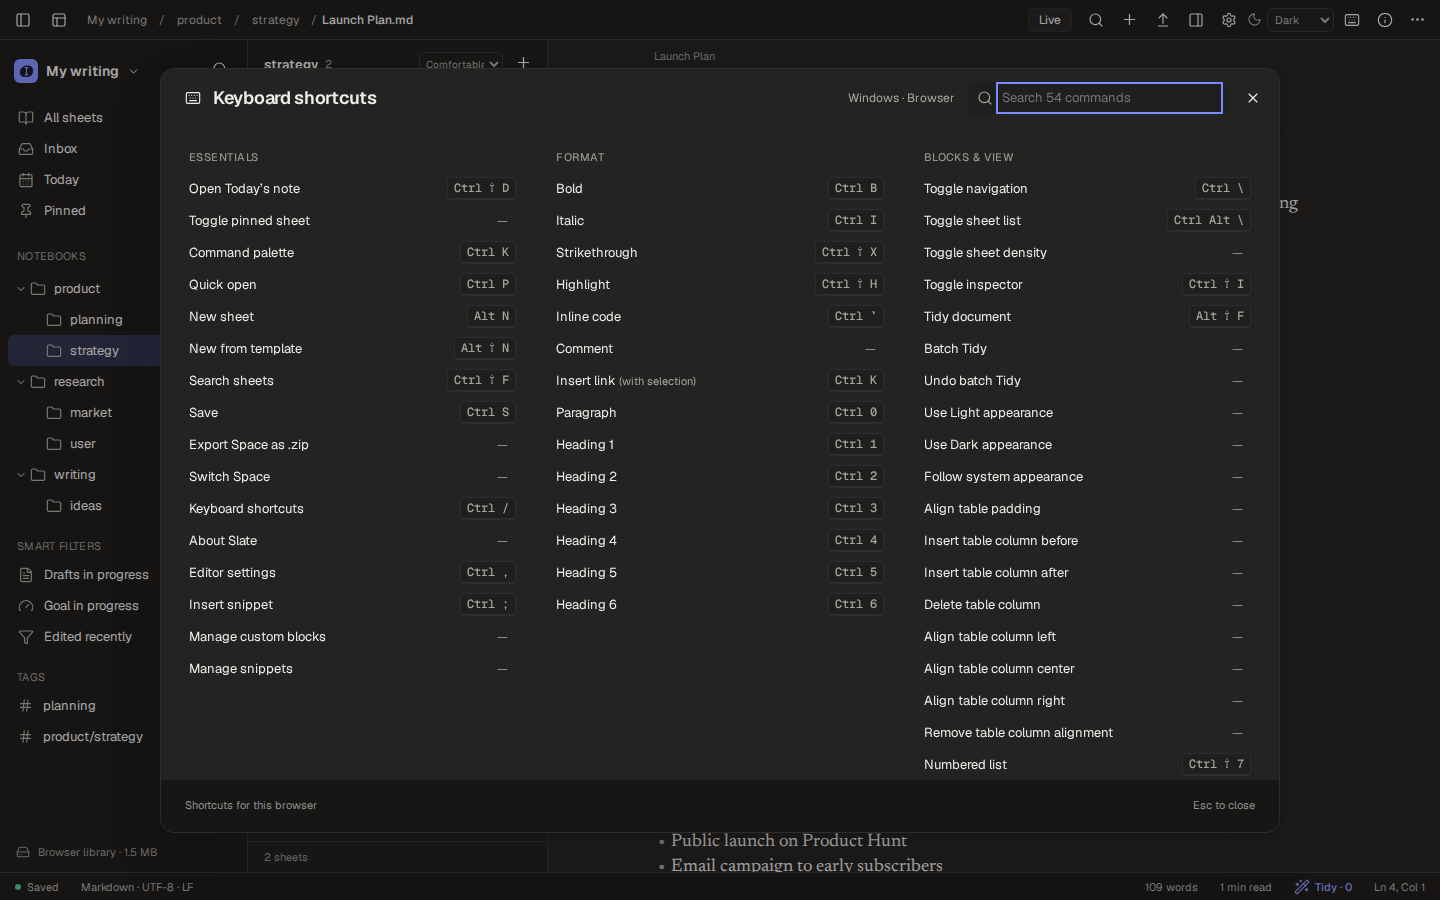 My writing / product / strategy / Launch Plan.md
Live
Dark
My writing
All sheets
Inbox
Today
Pinned
NOTEBOOKS
product
planning
strategy
research
market
user
writing
ideas
SMART FILTERS
Drafts in progress
Goal in progress
Edited recently
TAGS
# planning
# product/strategy
Browser library · 1.5 MB
strategy 2
Comfortable
Launch Plan
Keyboard shortcuts
Windows · Browser
Search 54 commands
ESSENTIALS
Open Today's note Ctrl ⇧ D
Toggle pinned sheet —
Command palette Ctrl K
Quick open Ctrl P
New sheet Alt N
New from template Alt ⇧ N
Search sheets Ctrl ⇧ F
Save Ctrl S
Export Space as .zip —
Switch Space —
Keyboard shortcuts Ctrl /
About Slate —
Editor settings Ctrl ,
Insert snippet Ctrl ;
Manage custom blocks —
Manage snippets —
FORMAT
Bold Ctrl B
Italic Ctrl I
Strikethrough Ctrl ⇧ X
Highlight Ctrl ⇧ H
Inline code Ctrl `
Comment —
Insert link (with selection) Ctrl K
Paragraph Ctrl 0
Heading 1 Ctrl 1
Heading 2 Ctrl 2
Heading 3 Ctrl 3
Heading 4 Ctrl 4
Heading 5 Ctrl 5
Heading 6 Ctrl 6
BLOCKS & VIEW
Toggle navigation Ctrl \
Toggle sheet list Ctrl Alt \
Toggle sheet density —
Toggle inspector Ctrl ⇧ I
Tidy document Alt ⇧ F
Batch Tidy —
Undo batch Tidy —
Use Light appearance —
Use Dark appearance —
Follow system appearance —
Align table padding —
Insert table column before —
Insert table column after —
Delete table column —
Align table column left —
Align table column center —
Align table column right —
Remove table column alignment —
Numbered list Ctrl ⇧ 7
Shortcuts for this browser
Esc to close
ng
• Public launch on Product Hunt
• Email campaign to early subscribers
2 sheets
Saved
Markdown · UTF-8 · LF
109 words
1 min read
Tidy · 0
Ln 4, Col 1